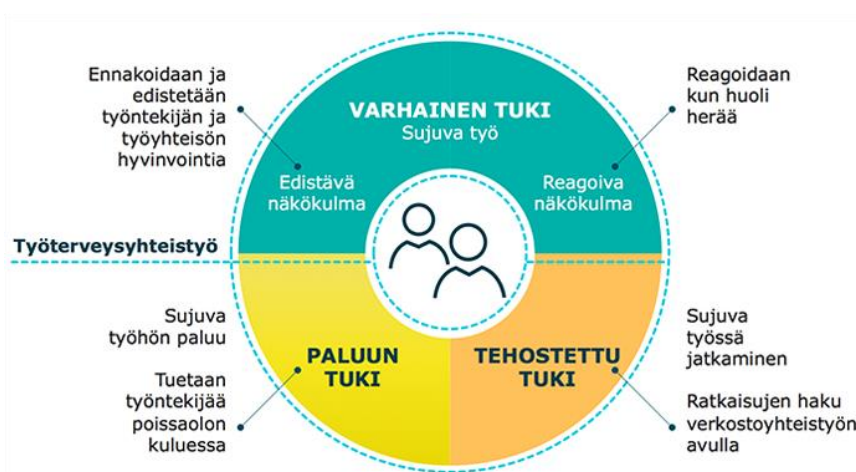 Ennakoidaan ja
edistetään
työntekijän ja
työyhteisön
hyvinvointia
VARHAINEN TUKI
Sujuva työ
Reagoidaan
kun huoli
herää
Edistävä
näkökulma
Reagoiva
näkökulma
Työterveysyhteistyö
Sujuva
työhön paluu
Tuetaan
työntekijää
poissaolon
kuluessa
PALUUN
TUKI
TEHOSTETTU
TUKI
Sujuva
työssä
jatkaminen
Ratkaisujen haku
verkostoyhteistyön
avulla